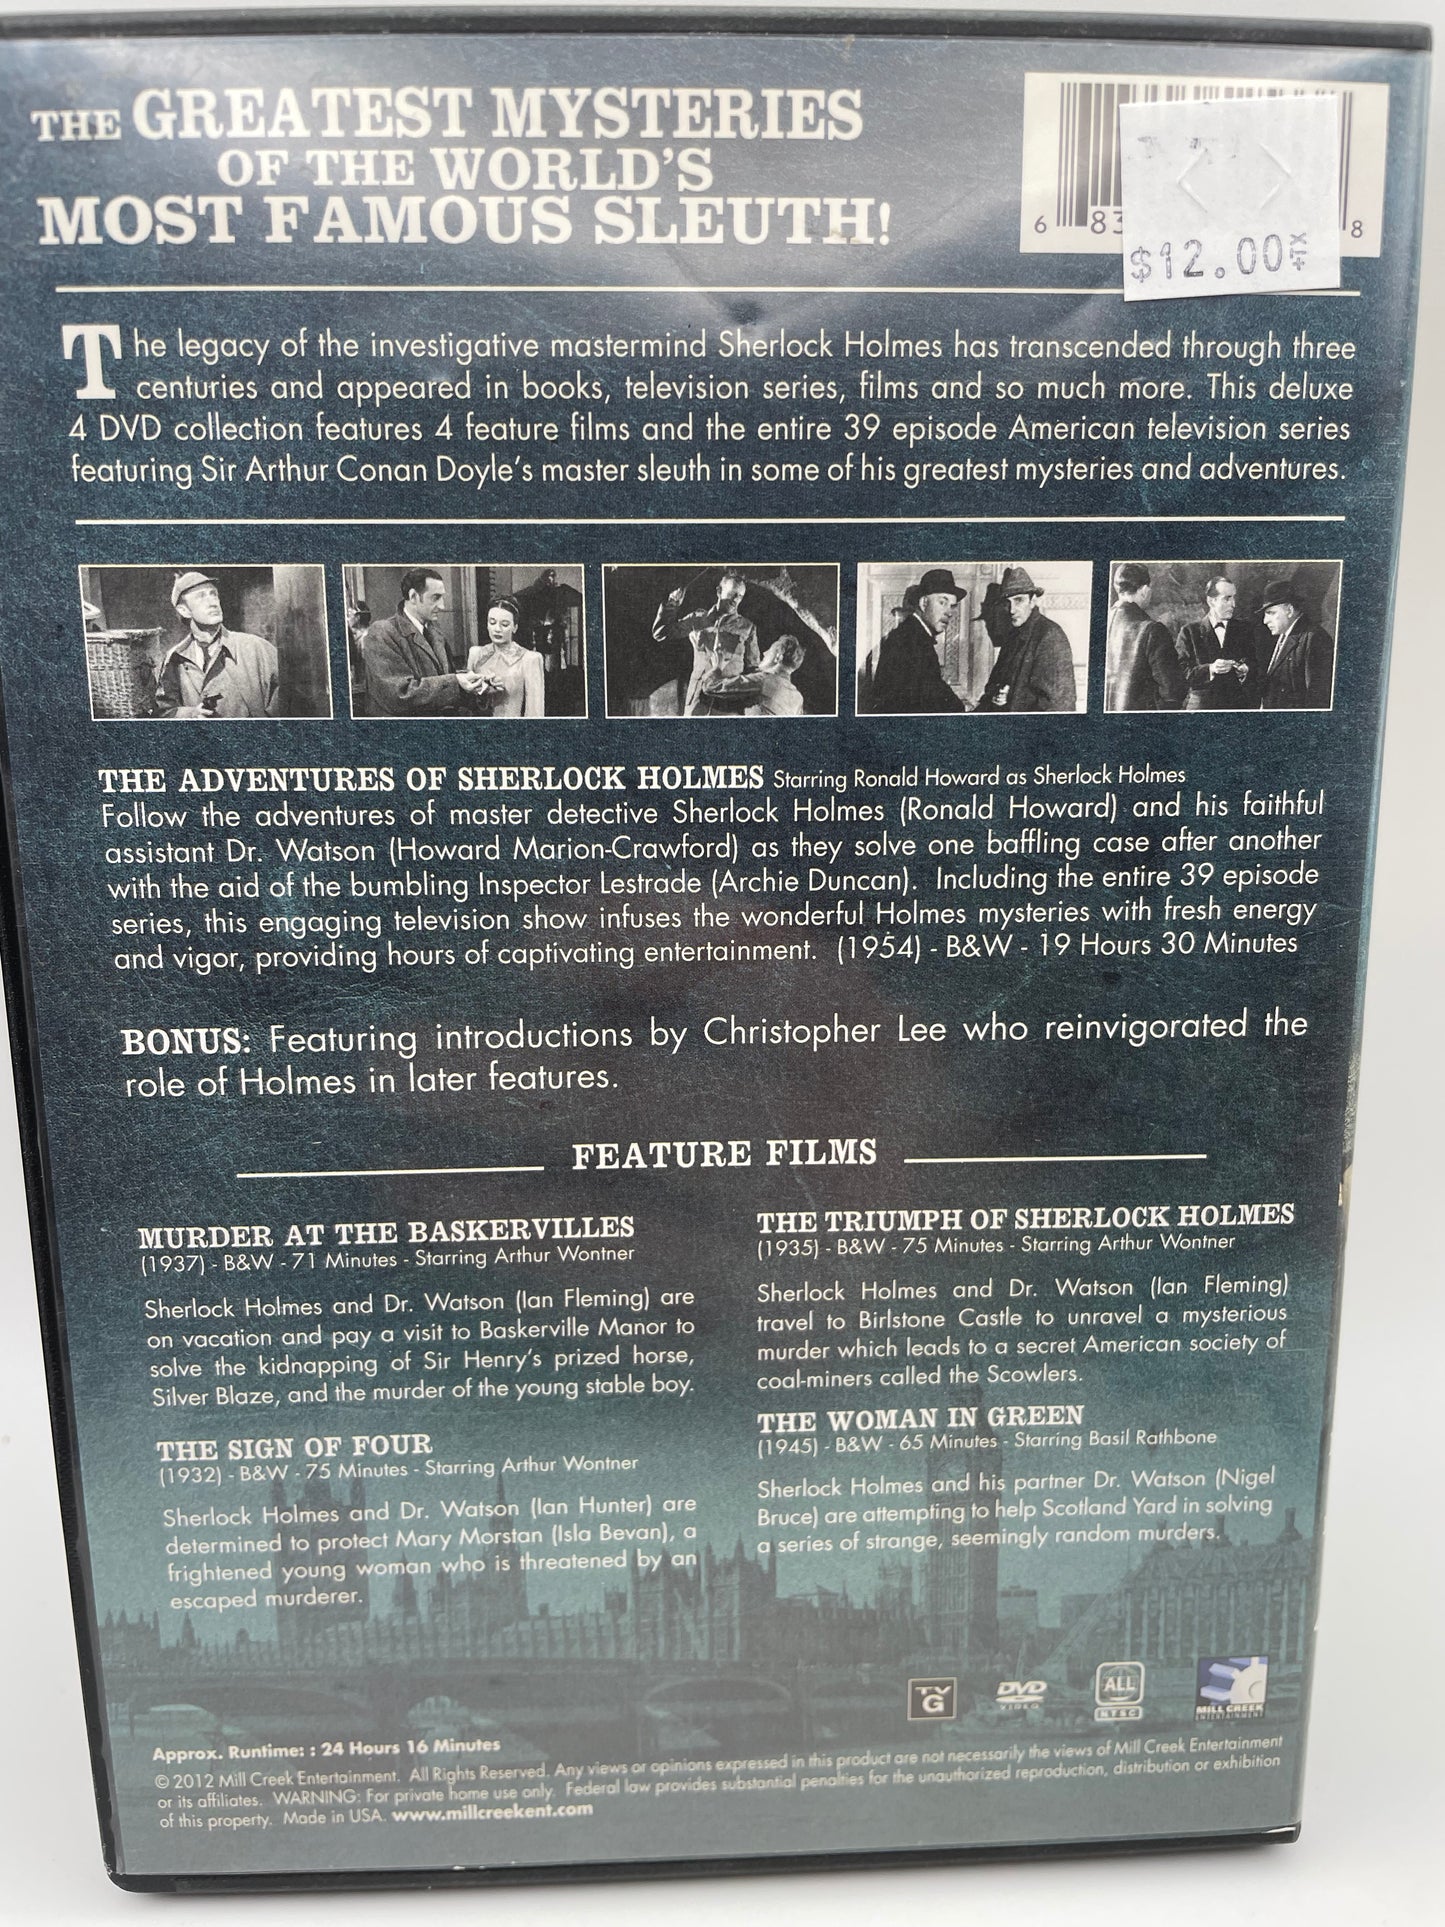 THE GREATEST MYSTERIES
OF THE WORLD'S
MOST FAMOUS SLEUTH!
6 83 8
$12.00
The legacy of the investigative mastermind Sherlock Holmes has transcended through three
centuries and appeared in books, television series, films and so much more. This deluxe
4 DVD collection features 4 feature films and the entire 39 episode American television series
featuring Sir Arthur Conan Doyle's master sleuth in some of his greatest mysteries and adventures.
THE ADVENTURES OF SHERLOCK HOLMES Starring Ronald Howard as Sherlock Holmes
Follow the adventures of master detective Sherlock Holmes (Ronald Howard) and his faithful
assistant Dr. Watson (Howard Marion-Crawford) as they solve one baffling case after another
with the aid of the bumbling Inspector Lestrade (Archie Duncan). Including the entire 39 episode
series, this engaging television show infuses the wonderful Holmes mysteries with fresh energy
and vigor, providing hours of captivating entertainment. (1954) - B&W - 19 Hours 30 Minutes
BONUS: Featuring introductions by Christopher Lee who reinvigorated the
role of Holmes in later features.
FEATURE FILMS
MURDER AT THE BASKERVILLES
(1937) - B&W - 71 Minutes - Starring Arthur Wontner
Sherlock Holmes and Dr. Watson (Ian Fleming) are
on vacation and pay a visit to Baskerville Manor to
solve the kidnapping of Sir Henry's prized horse,
Silver Blaze, and the murder of the young stable boy.
THE SIGN OF FOUR
(1932) - B&W - 75 Minutes - Starring Arthur Wontner
Sherlock Holmes and Dr. Watson (Ian Hunter) are
determined to protect Mary Morstan (Isla Bevan), a
frightened young woman who is threatened by an
escaped murderer.
THE TRIUMPH OF SHERLOCK HOLMES
(1935) - B&W - 75 Minutes - Starring Arthur Wontner
Sherlock Holmes and Dr. Watson (Ian Fleming)
travel to Birlstone Castle to unravel a mysterious
murder which leads to a secret American society of
coal-miners called the Scowlers.
THE WOMAN IN GREEN
(1945) - B&W - 65 Minutes - Starring Basil Rathbone
Sherlock Holmes and his partner Dr. Watson (Nigel
Bruce) are attempting to help Scotland Yard in solving
a series of strange, seemingly random murders.
TV
G
DVD
VIDEO
ALL
NTSC
MILL CREEK
ENTERTAINMENT
Approx. Runtime: : 24 Hours 16 Minutes
© 2012 Mill Creek Entertainment. All Rights Reserved. Any views or opinions expressed in this product are not necessarily the views of Mill Creek Entertainment
or its affiliates. WARNING: For private home use only. Federal law provides substantial penalties for the unauthorized reproduction, distribution or exhibition
of this property. Made in USA. www.millcreekent.com